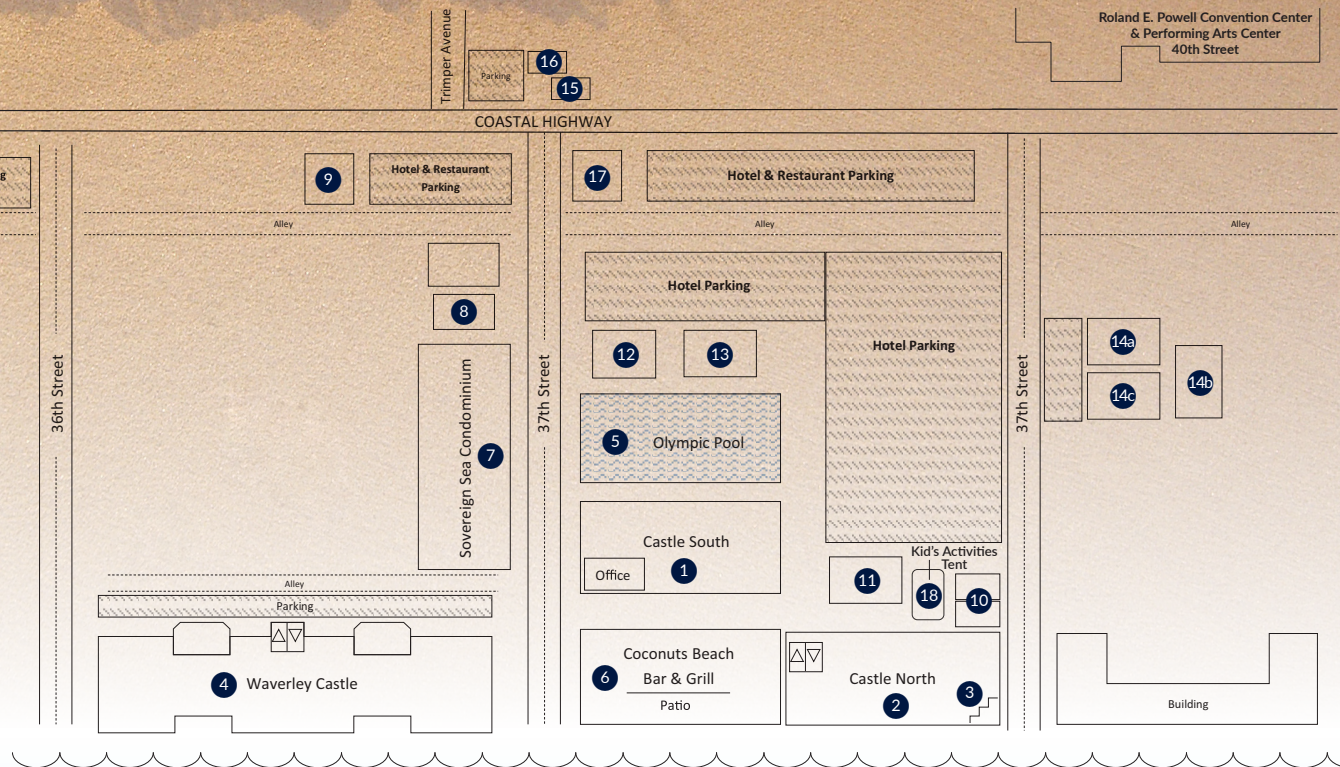 Roland E. Powell Convention Center
& Performing Arts Center
40th Street
Trimper Avenue
Parking
16
15
COASTAL HIGHWAY
g
9
Hotel & Restaurant
Parking
17
Hotel & Restaurant Parking
Alley
Alley
Alley
8
Hotel Parking
Hotel Parking
12
13
14a
14b
14c
36th Street
37th Street
37th Street
Sovereign Sea Condominium
7
5
Olympic Pool
Castle South
Office
1
Kid's Activities
Tent
11
18
10
Alley
Parking
4
Waverley Castle
Coconuts Beach
6
Bar & Grill
Patio
Castle North
2
3
Building